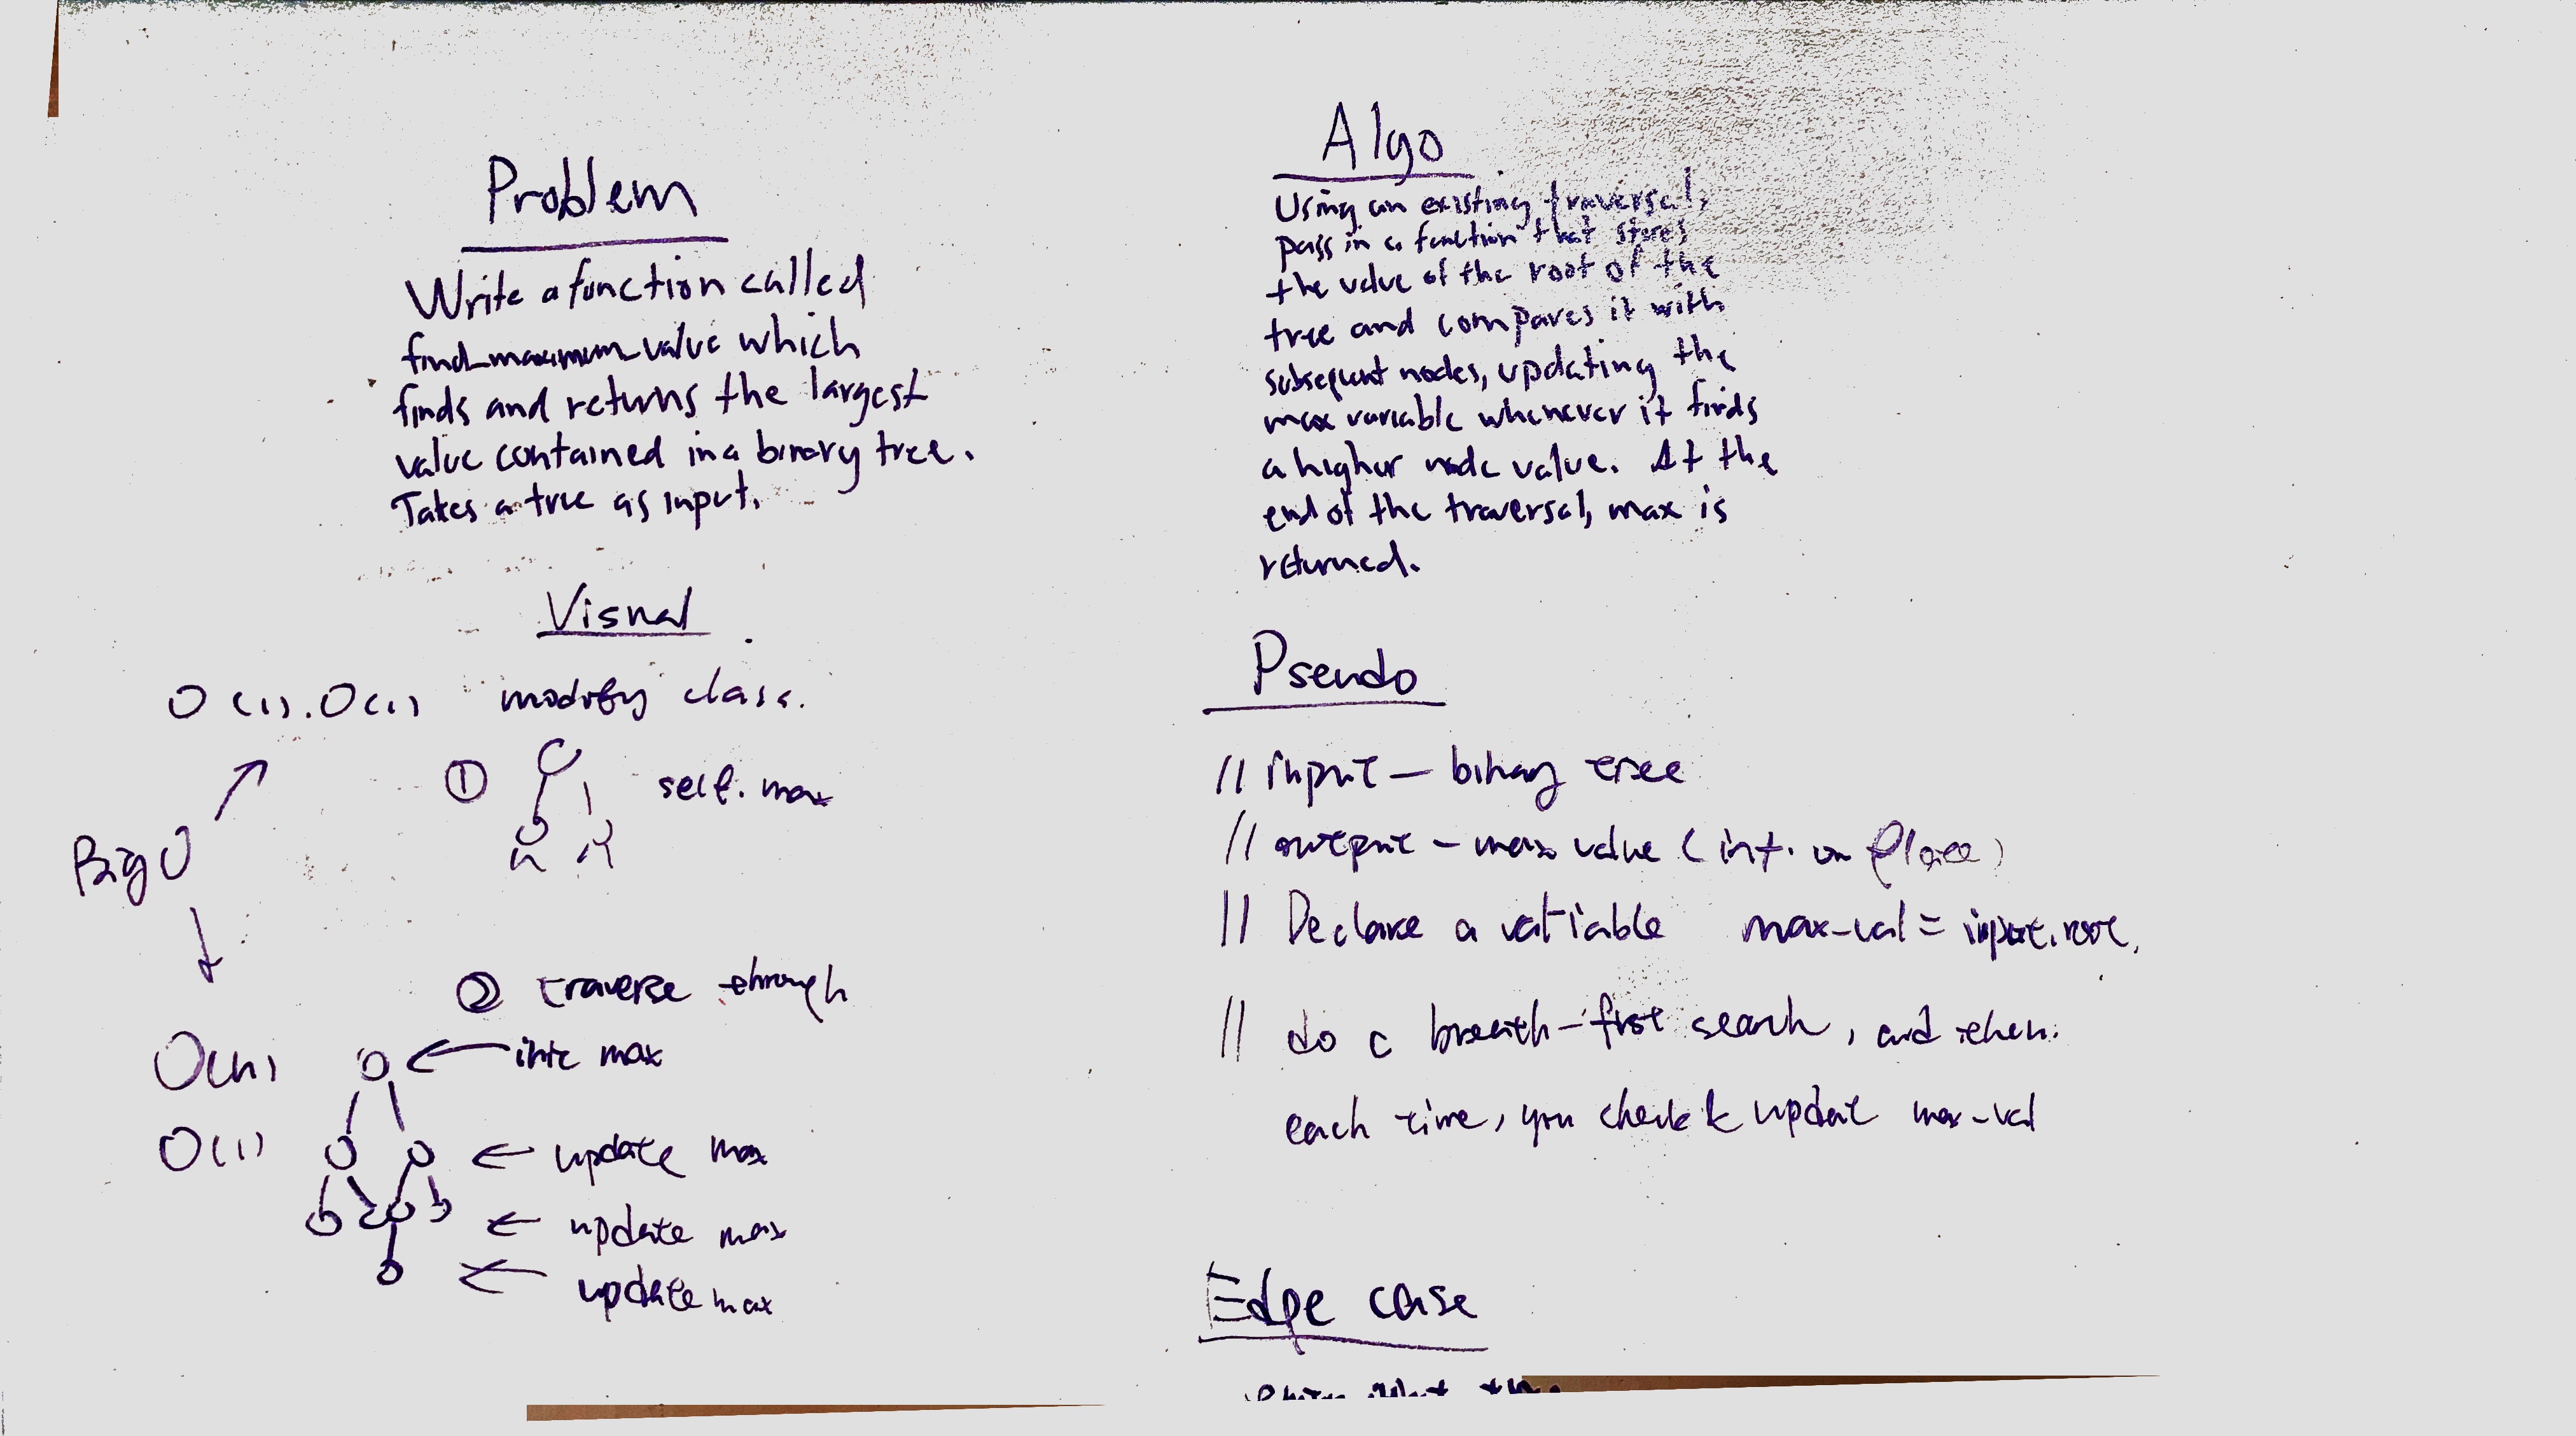 Problem
Write a function called
find_maximum_value which
finds and returns the largest
value contained in a binary tree.
Takes a tree as input.
Visual
O(1). O(1) modify class.
① self.max
Big O
② traverse through
O(n) init max
O(1) update max
update max
update max
Algo
Using an existing traversal,
pass in a function that stores
the value of the root of the
tree and compares it with
subsequent nodes, updating the
max variable whenever it finds
a higher node value. At the
end of the traversal, max is
returned.
Pseudo
// input – binary tree
// output – max value (int. or
// Declare a variable max-val = input.root.
// do a breath-first search, and then.
each time, you check & update max-val
Edge case